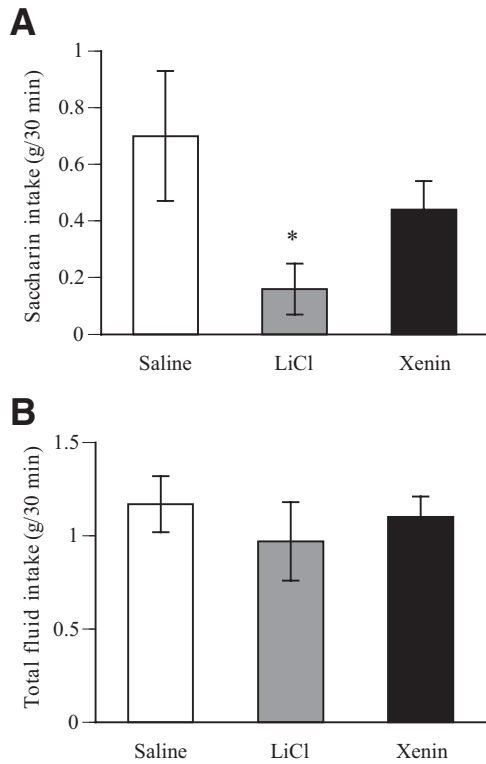 A
Saccharin intake (g/30 min)
1
0.8
0.6
0.4
0.2
0
*
Saline LiCl Xenin
B
Total fluid intake (g/30 min)
1.5
1
0.5
0
Saline LiCl Xenin